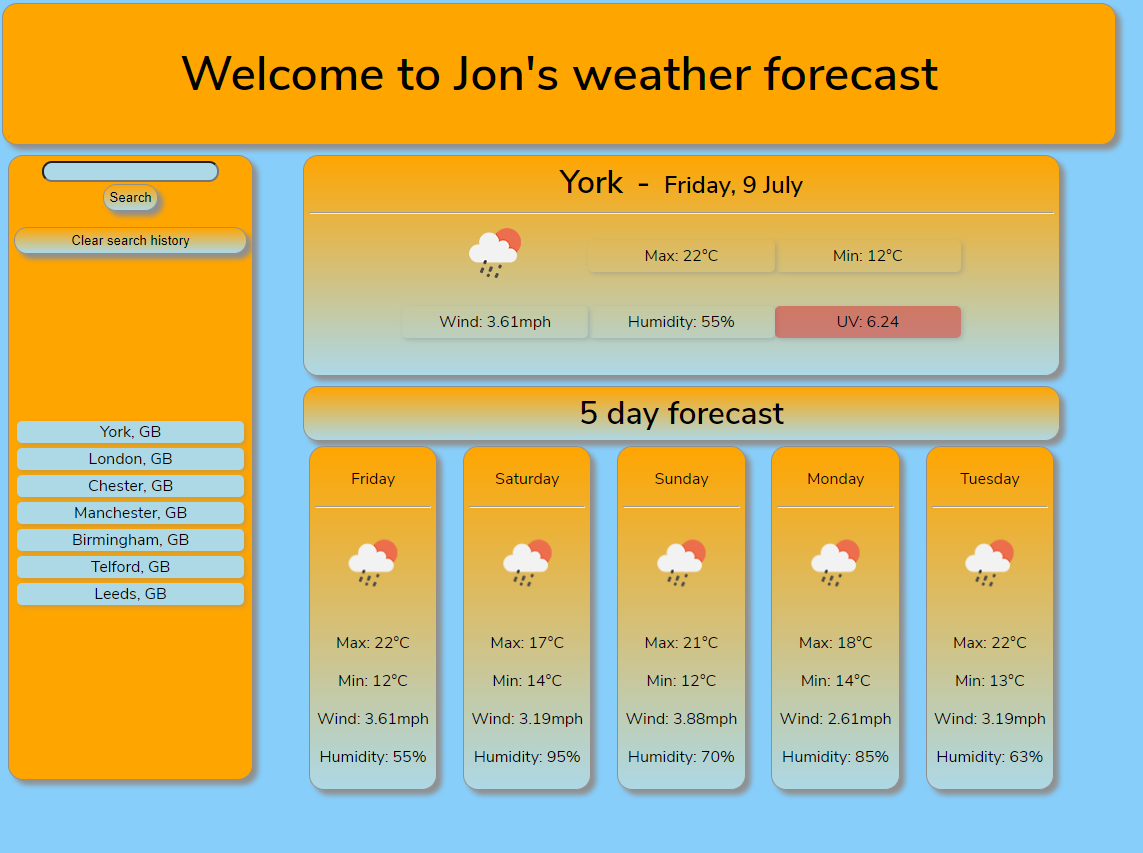 Welcome to Jon's weather forecast
Search
Clear search history
York, GB
London, GB
Chester, GB
Manchester, GB
Birmingham, GB
Telford, GB
Leeds, GB
York - Friday, 9 July
Max: 22°C Min: 12°C
Wind: 3.61mph Humidity: 55% UV: 6.24
5 day forecast
Friday
Max: 22°C
Min: 12°C
Wind: 3.61mph
Humidity: 55%
Saturday
Max: 17°C
Min: 14°C
Wind: 3.19mph
Humidity: 95%
Sunday
Max: 21°C
Min: 12°C
Wind: 3.88mph
Humidity: 70%
Monday
Max: 18°C
Min: 14°C
Wind: 2.61mph
Humidity: 85%
Tuesday
Max: 22°C
Min: 13°C
Wind: 3.19mph
Humidity: 63%